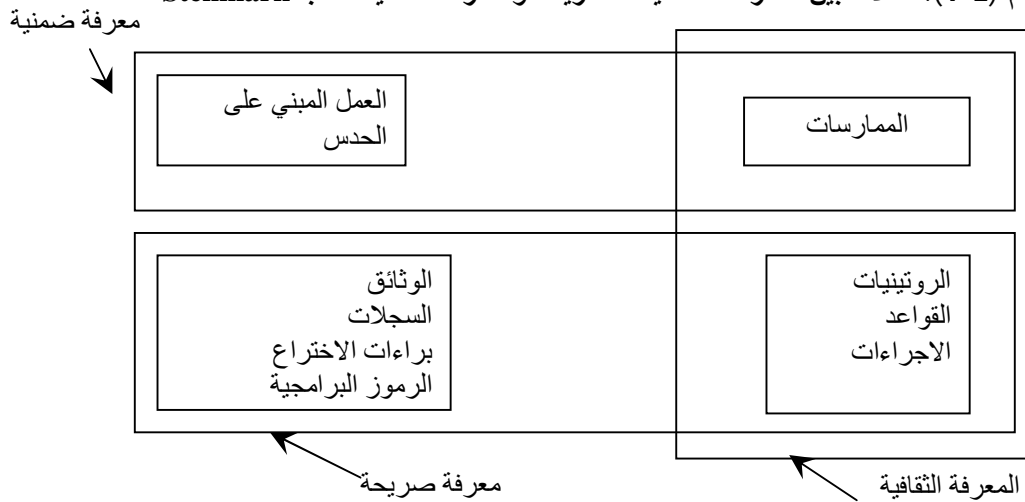 معرفة ضمنية
الممارسات
العمل المبني على
الحدس
الروتينيات
القواعد
الاجراءات
الوثائق
السجلات
براءات الاختراع
الرموز البرامجية
المعرفة الثقافية
معرفة صريحة